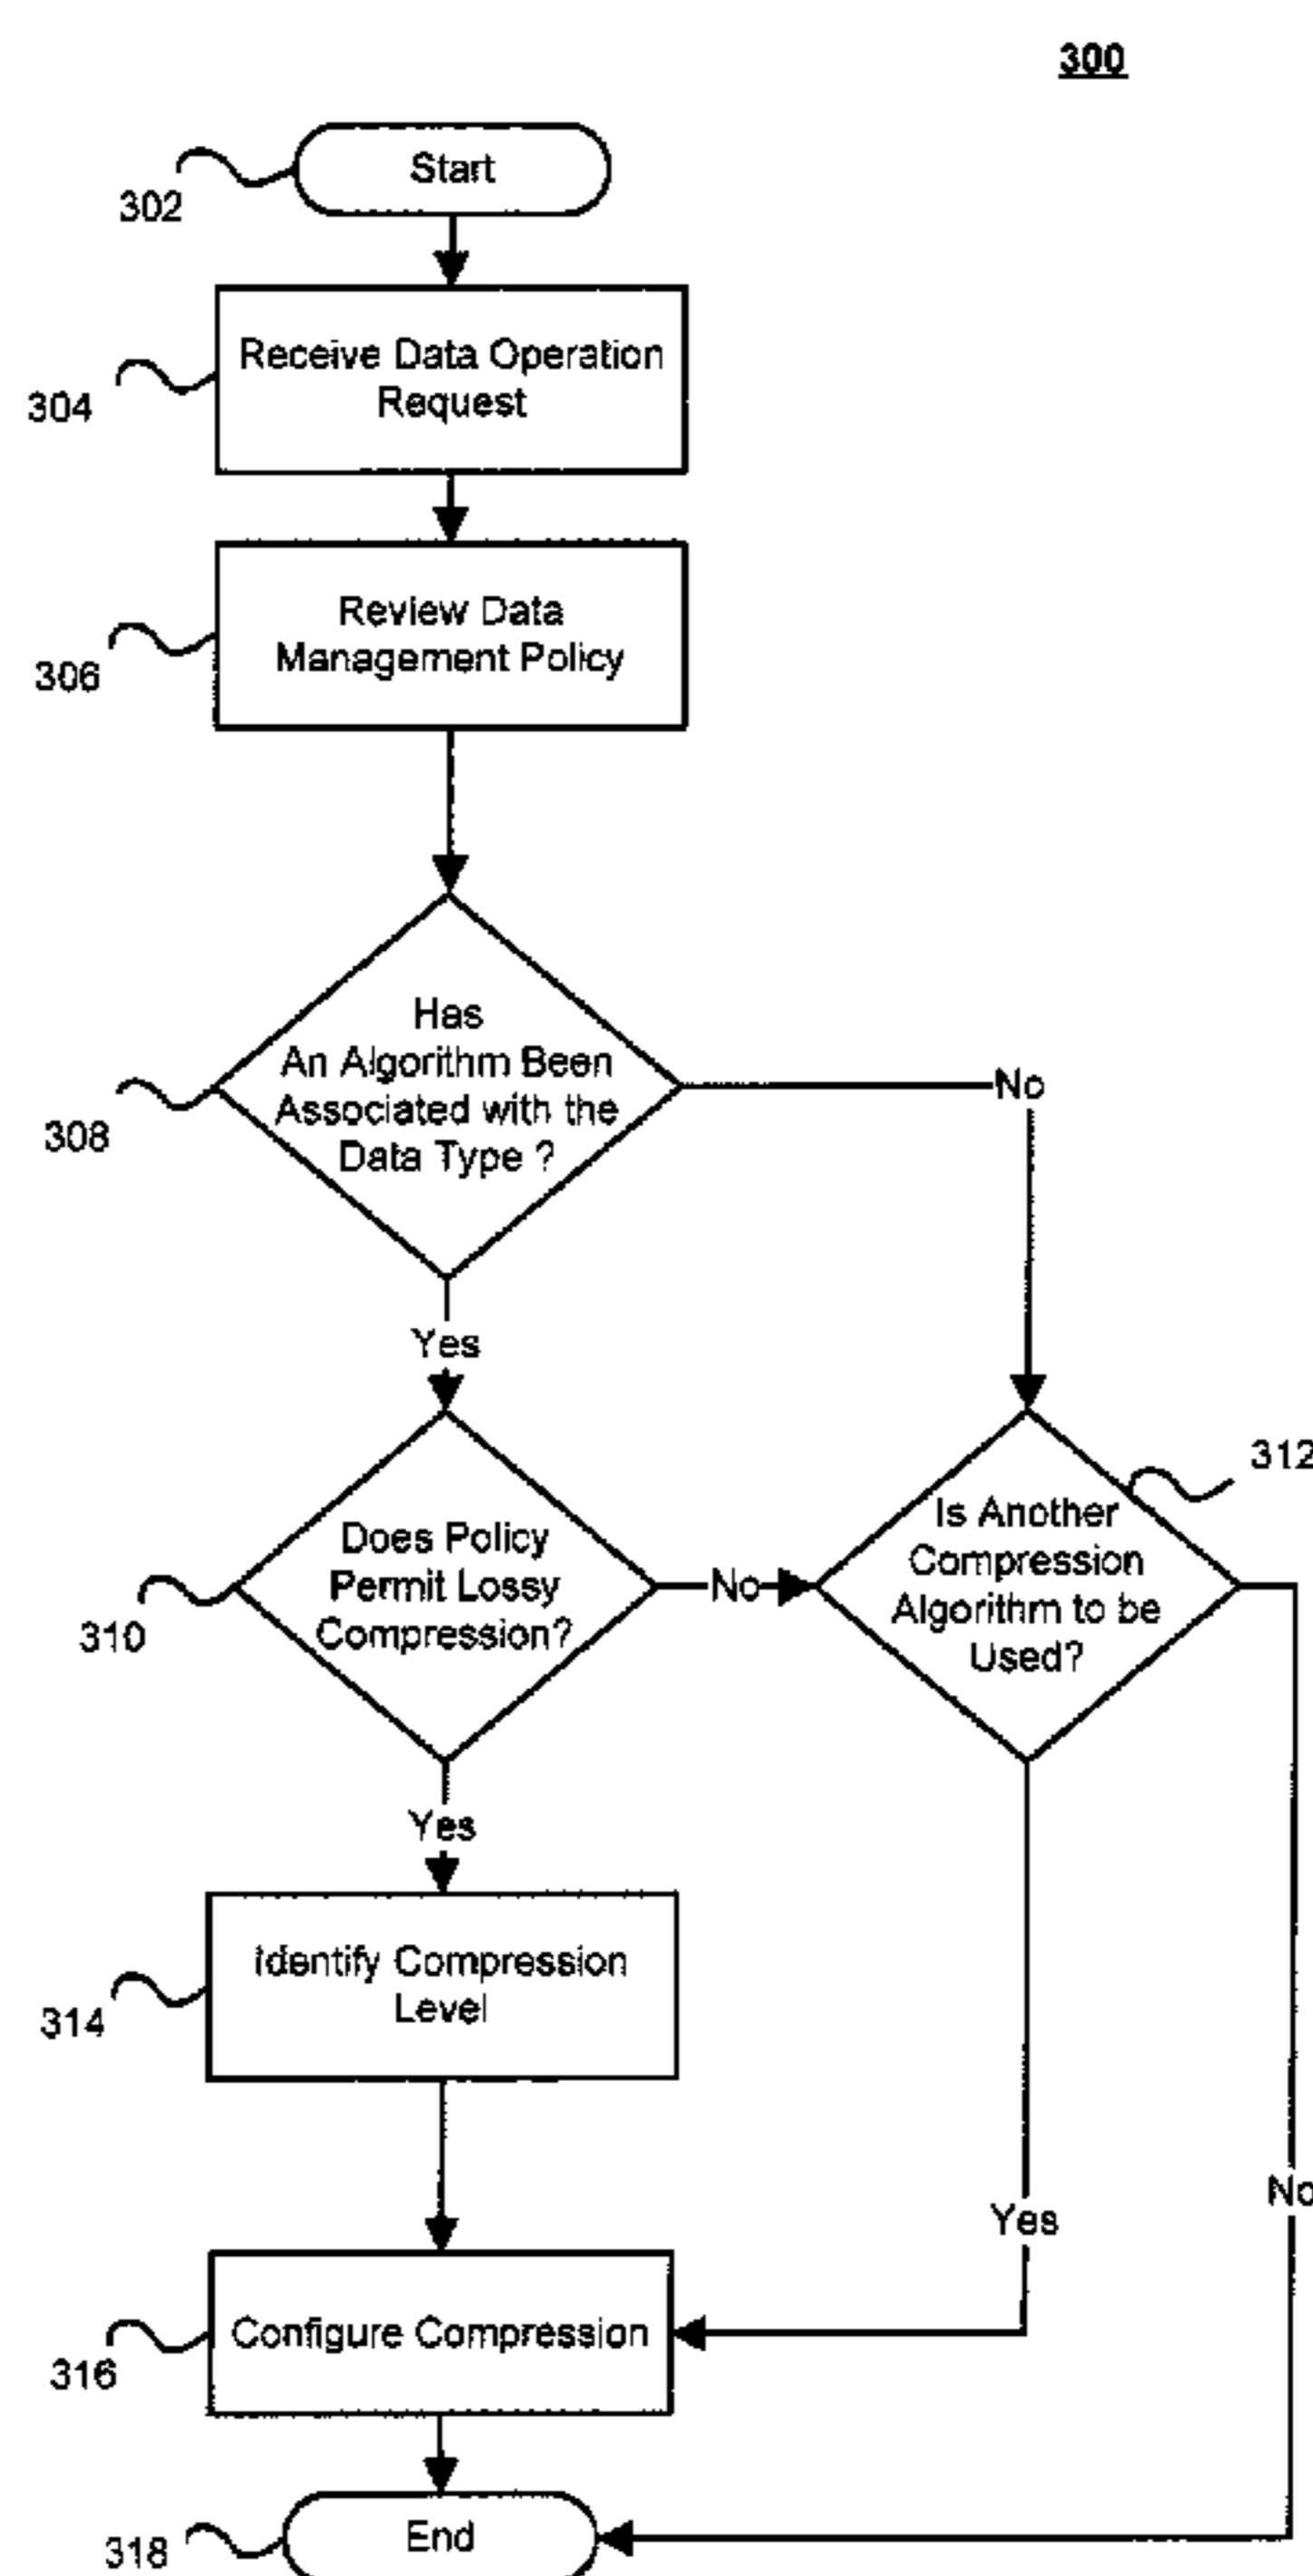 300
Start
302
Receive Data Operation
Request
304
Review Data
Management Policy
306
Has
An Algorithm Been
Associated with the
Data Type ?
308
No
Yes
312
Is Another
Compression
Algorithm to be
Used?
Does Policy
Permit Lossy
Compression?
No
310
Yes
Identify Compression
Level
314
No
Yes
Configure Compression
316
End
318